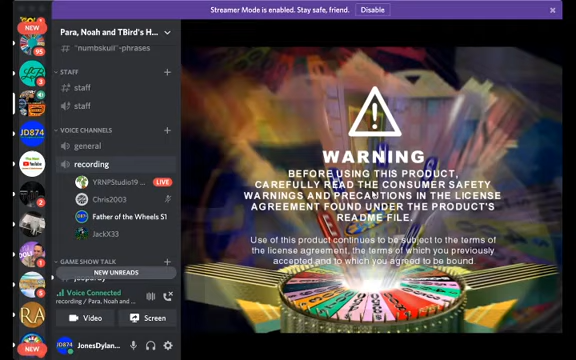 Streamer Mode is enabled. Stay safe, friend.
Disable
NEW
95
Para, Noah and TBird's H...
"numbskull"-phrases
3
STAFF
staff
staff
VOICE CHANNELS
JD874
general
recording
YRNPStudio19 ...
LIVE
Chris2003
Father of the Wheels S1
JackX33
GAME SHOW TALK
NEW UNREADS
Voice Connected
recording / Para, Noah and ...
Video
Screen
RA
NEW
JD874
JonesDylan...
WARNING
BEFORE USING THIS PRODUCT,
CAREFULLY READ THE CONSUMER SAFETY
WARNINGS AND PRECAUTIONS IN THE LICENSE
AGREEMENT FOUND UNDER THE PRODUCT'S
README FILE.
Use of this product continues to be subject to the terms of
the license agreement, the terms of which you previously
accepted and to which you agreed to be bound